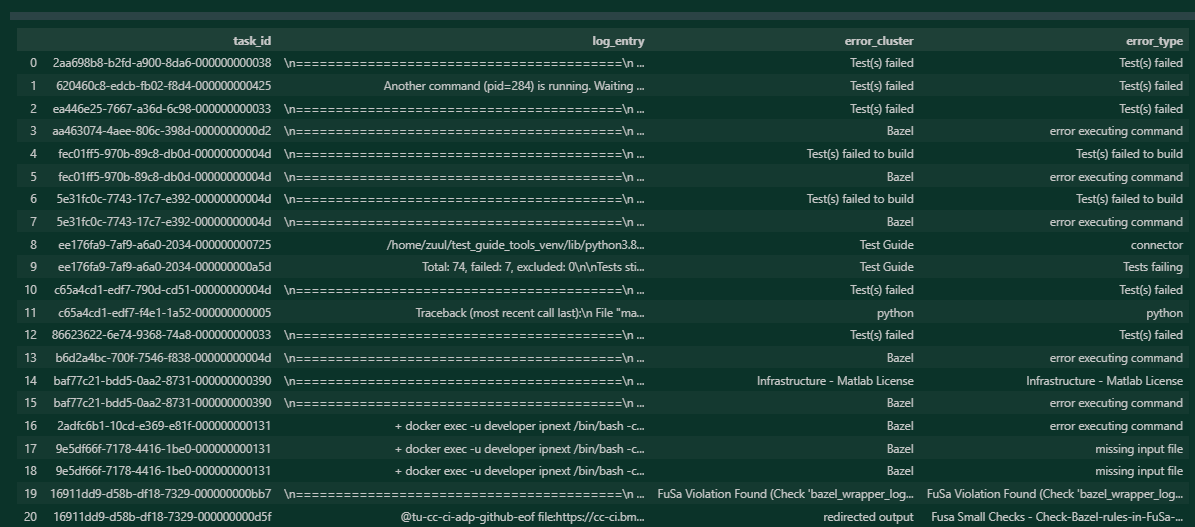 task_id log_entry error_cluster error_type
0 2aa698b8-b2fd-a900-8da6-000000000038 \n=========================================\n ... Test(s) failed Test(s) failed
1 620460c8-edcb-fb02-f8d4-000000000425 Another command (pid=284) is running. Waiting ... Test(s) failed Test(s) failed
2 ea446e25-7667-a36d-6c98-000000000033 \n=========================================\n ... Test(s) failed Test(s) failed
3 aa463074-4aee-806c-398d-0000000000d2 \n=========================================\n ... Bazel error executing command
4 fec01ff5-970b-89c8-db0d-00000000004d \n=========================================\n ... Test(s) failed to build Test(s) failed to build
5 fec01ff5-970b-89c8-db0d-00000000004d \n=========================================\n ... Bazel error executing command
6 5e31fc0c-7743-17c7-e392-00000000004d \n=========================================\n ... Test(s) failed to build Test(s) failed to build
7 5e31fc0c-7743-17c7-e392-00000000004d \n=========================================\n ... Bazel error executing command
8 ee176fa9-7af9-a6a0-2034-000000000725 /home/zuul/test_guide_tools_venv/lib/python3.8... Test Guide connector
9 ee176fa9-7af9-a6a0-2034-000000000a5d Total: 74, failed: 7, excluded: 0\n\nTests sti... Test Guide Tests failing
10 c65a4cd1-edf7-790d-cd51-00000000004d \n=========================================\n ... Test(s) failed Test(s) failed
11 c65a4cd1-edf7-f4e1-1a52-000000000005 Traceback (most recent call last):\n File "ma... python python
12 86623622-6e74-9368-74a8-000000000033 \n=========================================\n ... Test(s) failed Test(s) failed
13 b6d2a4bc-700f-7546-f838-00000000004d \n=========================================\n ... Bazel error executing command
14 baf77c21-bdd5-0aa2-8731-000000000390 \n=========================================\n ... Infrastructure - Matlab License Infrastructure - Matlab License
15 baf77c21-bdd5-0aa2-8731-000000000390 \n=========================================\n ... Bazel error executing command
16 2adfc6b1-10cd-e369-e81f-000000000131 + docker exec -u developer ipnext /bin/bash -c... Bazel error executing command
17 9e5df66f-7178-4416-1be0-000000000131 + docker exec -u developer ipnext /bin/bash -c... Bazel missing input file
18 9e5df66f-7178-4416-1be0-000000000131 + docker exec -u developer ipnext /bin/bash -c... Bazel missing input file
19 16911dd9-d58b-df18-7329-000000000bb7 \n=========================================\n ... FuSa Violation Found (Check 'bazel_wrapper_log... FuSa Violation Found (Check 'bazel_wrapper_log...
20 16911dd9-d58b-df18-7329-000000000d5f @tu-cc-ci-adp-github-eof file:https://cc-ci.bm... redirected output Fusa Small Checks - Check-Bazel-rules-in-FuSa-...